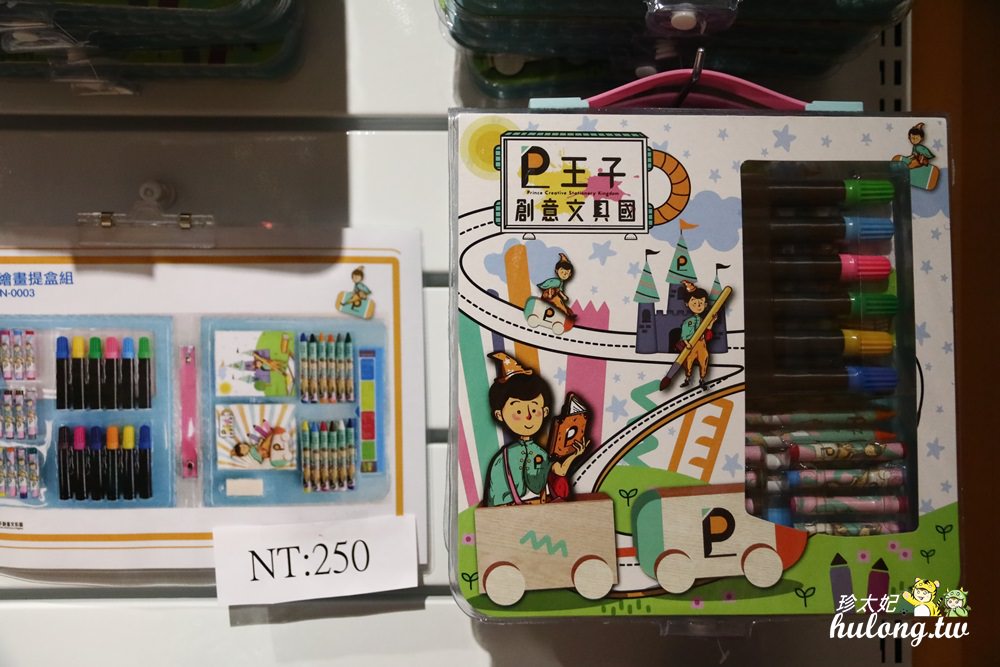 繪畫提盒組
N-0003
NT:250
P王子
Prince Creative Stationery Kingdom
創意文具國
P
P
P
珍太妃
hulong.tw